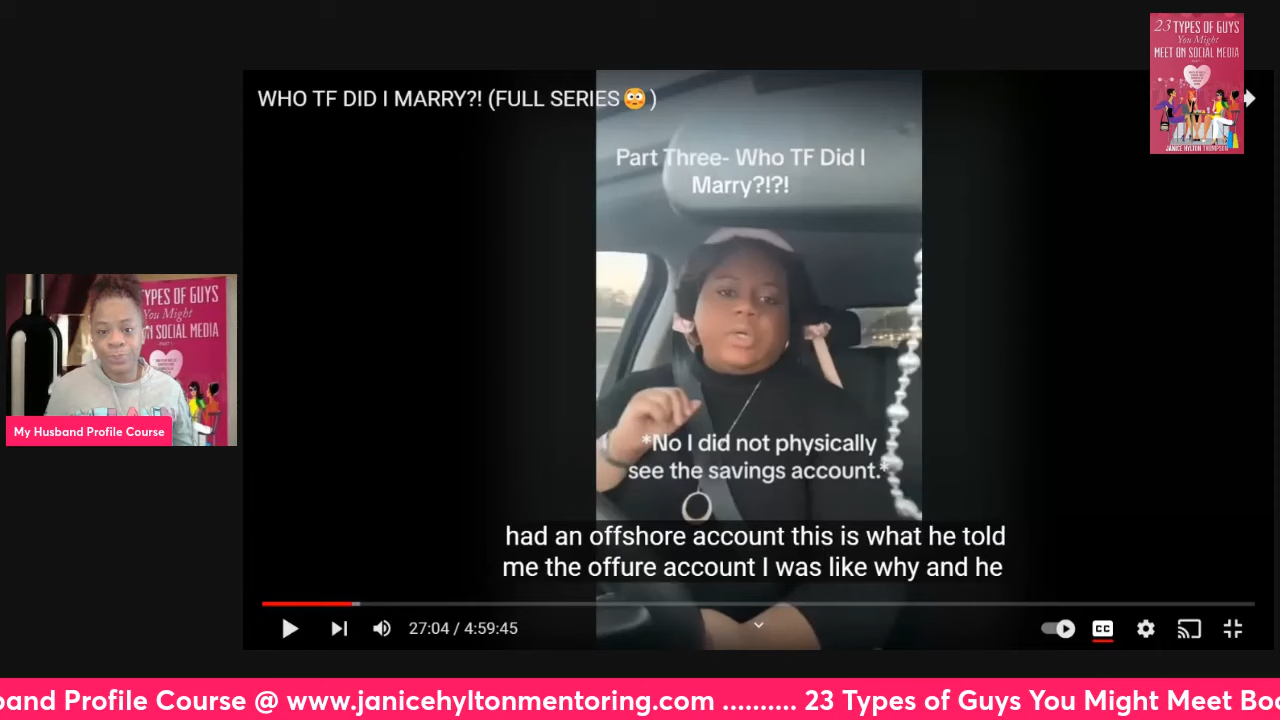 23 TYPES OF GUYS
You Might
MEET ON SOCIAL MEDIA
JANICE HYLTON THOMPSON
WHO TF DID I MARRY?! (FULL SERIES😳)
Part Three- Who TF Did I
Marry?!?!
TYPES OF GUYS
You Might
ON SOCIAL MEDIA
My Husband Profile Course
*No I did not physically
see the savings account.*
had an offshore account this is what he told
me the offure account I was like why and he
27:04 / 4:59:45
CC
band Profile Course @ www.janicehyltonmentoring.com .......... 23 Types of Guys You Might Meet Boo